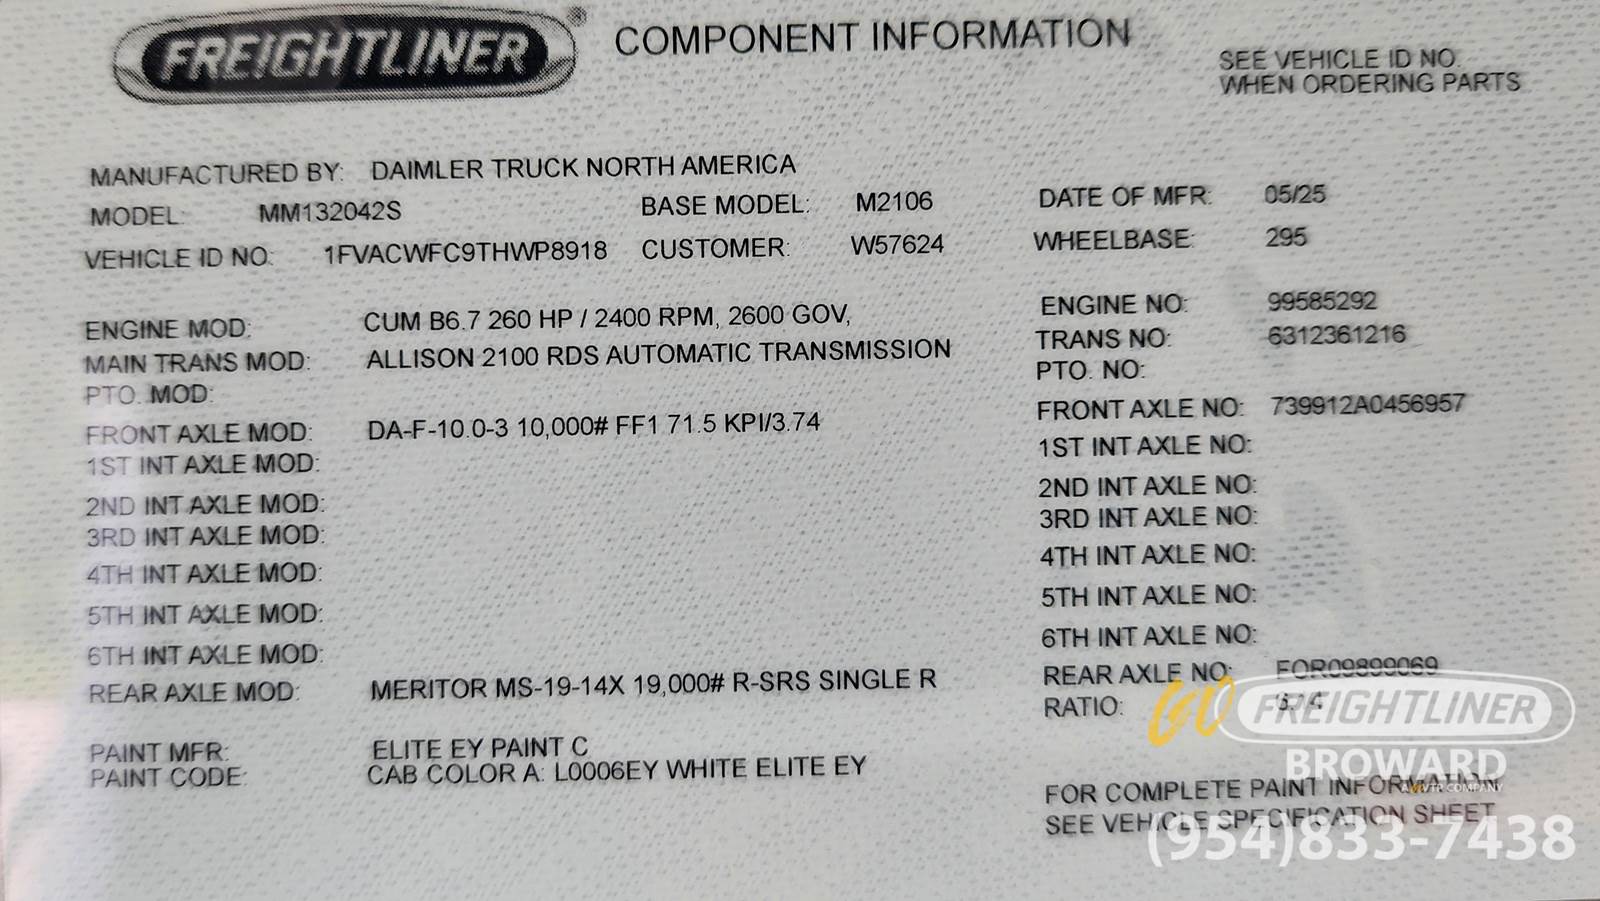 FREIGHTLINER®
COMPONENT INFORMATION
SEE VEHICLE ID NO.
WHEN ORDERING PARTS
MANUFACTURED BY: DAIMLER TRUCK NORTH AMERICA
MODEL: MM132042S BASE MODEL: M2106 DATE OF MFR: 05/25
VEHICLE ID NO: 1FVACWFC9THWP8918 CUSTOMER: W57624 WHEELBASE: 295
ENGINE MOD: CUM B6.7 260 HP / 2400 RPM, 2600 GOV, ENGINE NO: 99585292
MAIN TRANS MOD: ALLISON 2100 RDS AUTOMATIC TRANSMISSION TRANS NO: 6312361216
PTO. MOD: PTO. NO:
FRONT AXLE MOD: DA-F-10.0-3 10,000# FF1 71.5 KPI/3.74 FRONT AXLE NO: 739912A0456957
1ST INT AXLE MOD: 1ST INT AXLE NO:
2ND INT AXLE MOD: 2ND INT AXLE NO:
3RD INT AXLE MOD: 3RD INT AXLE NO:
4TH INT AXLE MOD: 4TH INT AXLE NO:
5TH INT AXLE MOD: 5TH INT AXLE NO:
6TH INT AXLE MOD: 6TH INT AXLE NO:
REAR AXLE MOD: MERITOR MS-19-14X 19,000# R-SRS SINGLE R REAR AXLE NO:
RATIO:
GO FREIGHTLINER
BROWARD
PAINT MFR: ELITE EY PAINT C
PAINT CODE: CAB COLOR A: L0006EY WHITE ELITE EY
FOR COMPLETE PAINT INFORMATION
SEE VEHICLE SPECIFICATION SHEET
(954)833-7438